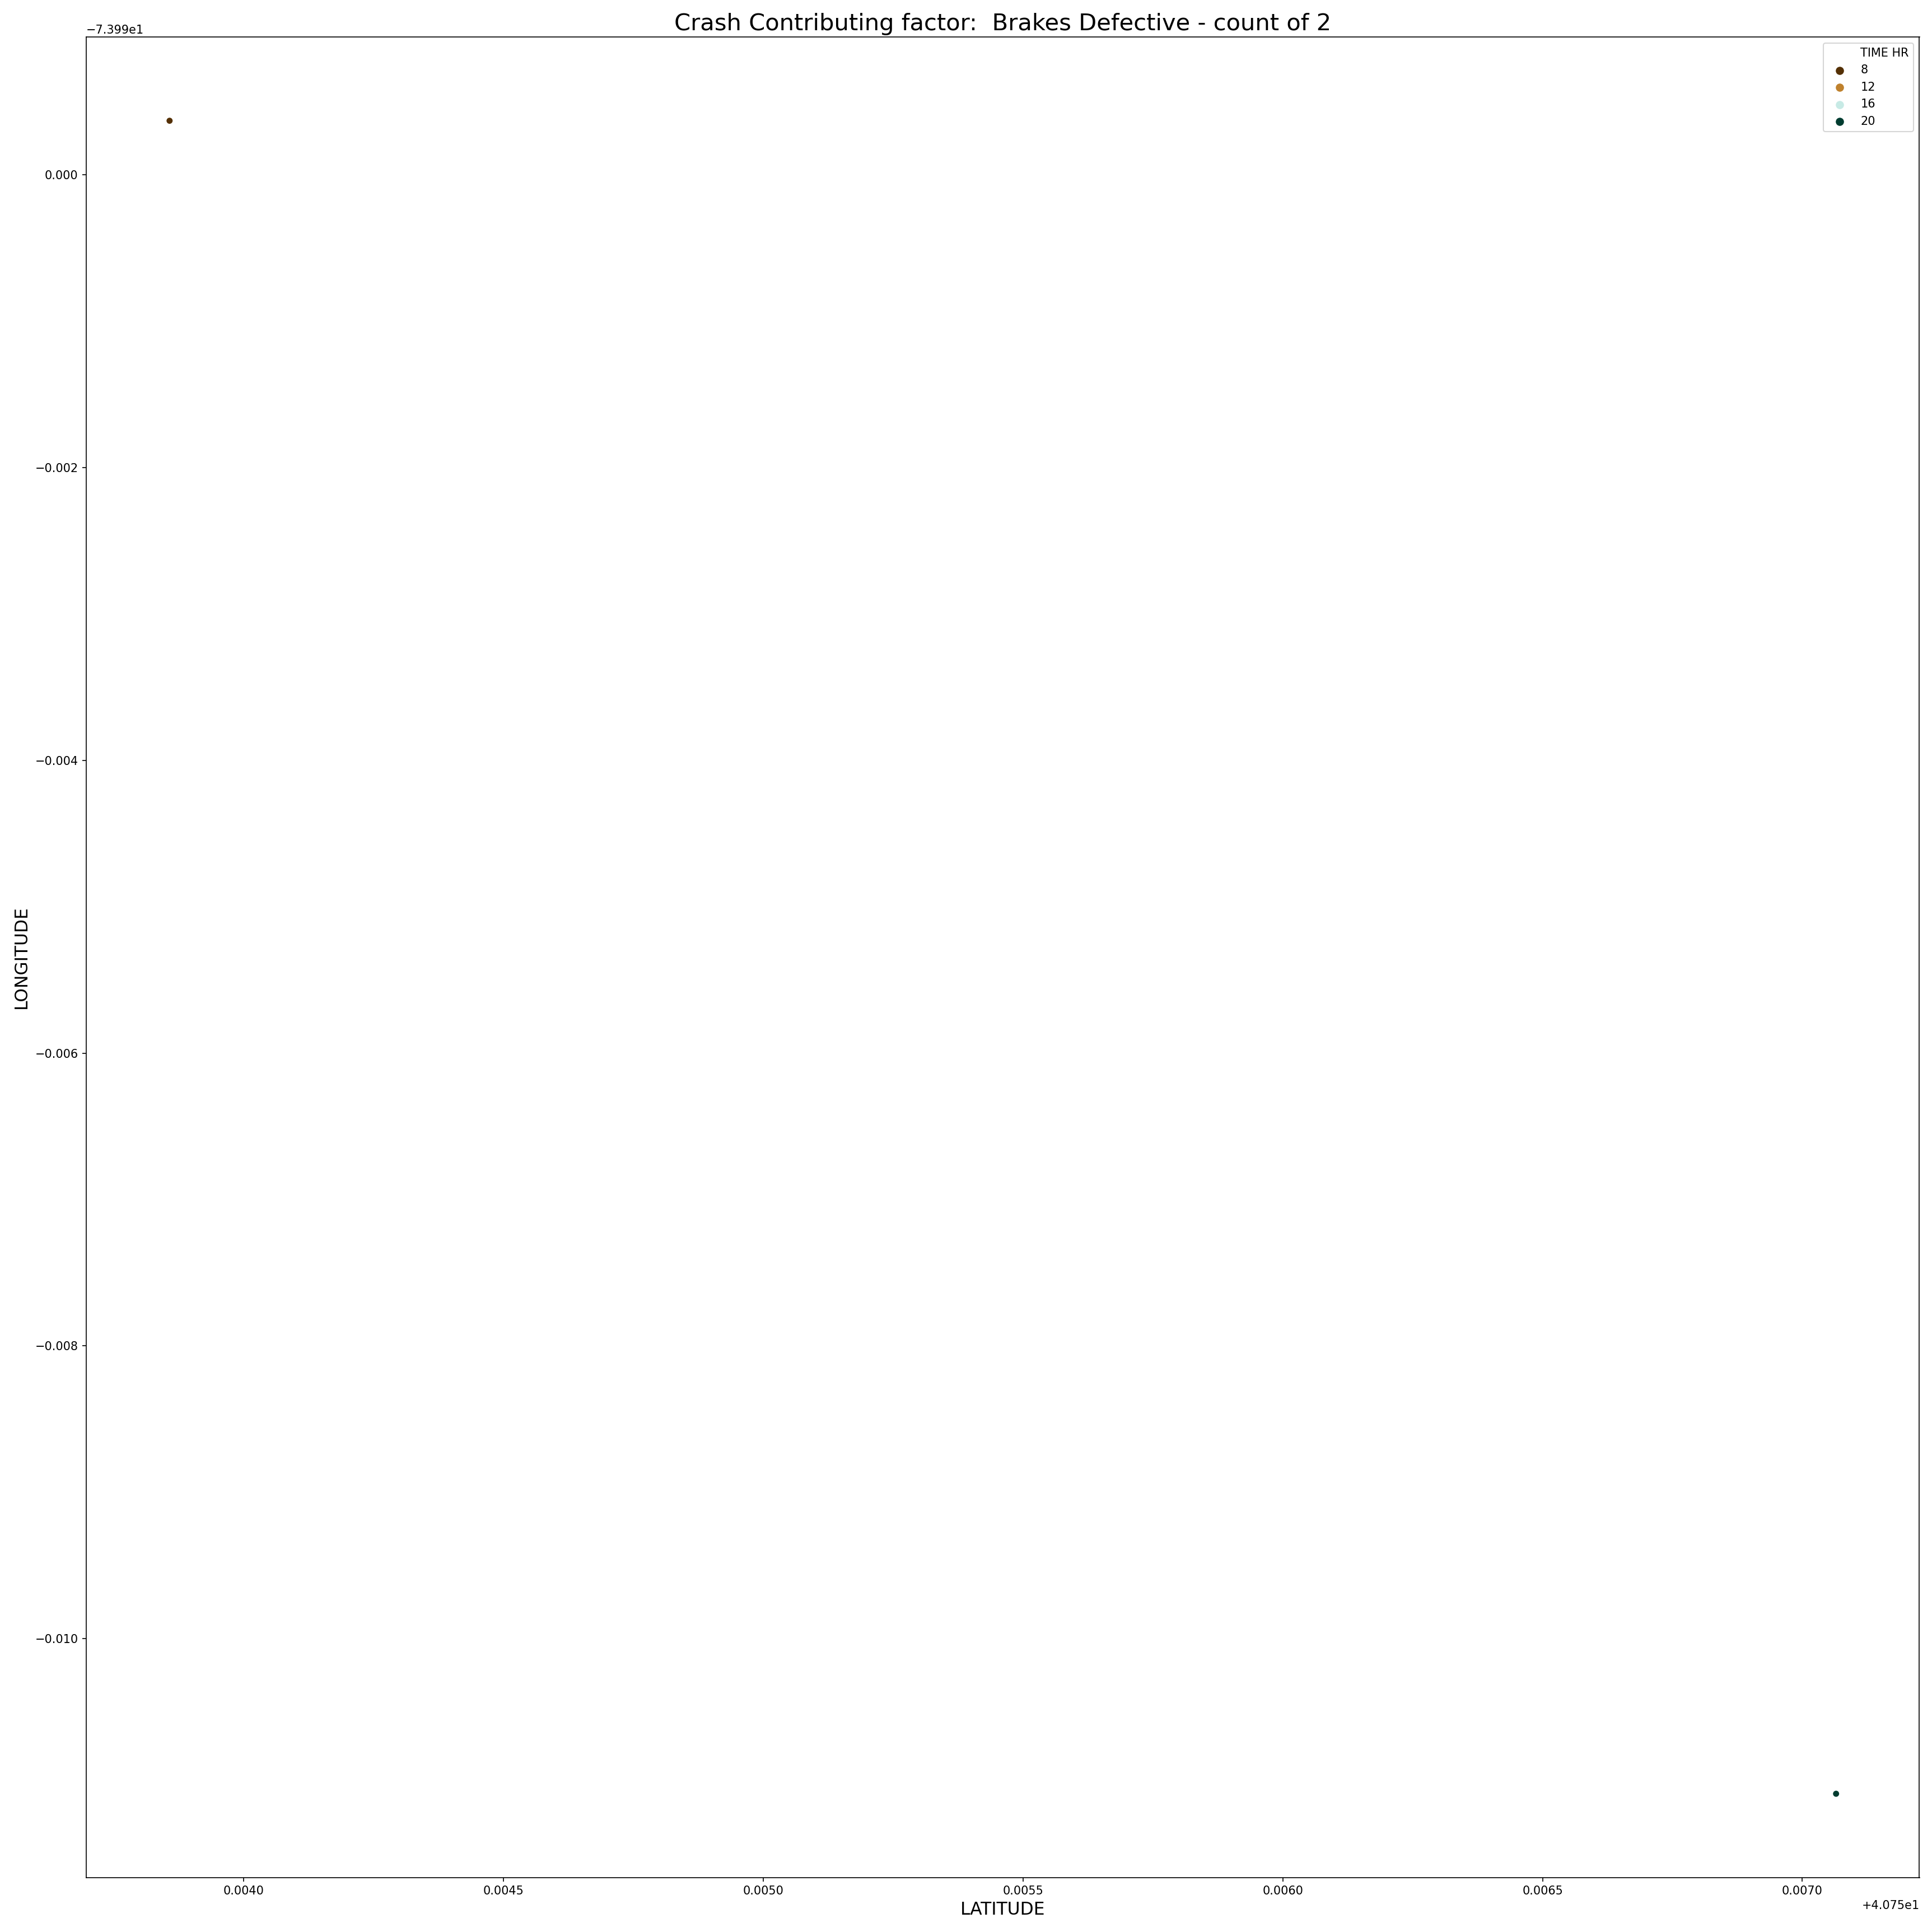 Crash Contributing factor:  Brakes Defective - count of 2
−7.399e1
TIME HR
8
12
16
20
0.000
−0.002
−0.004
−0.006
−0.008
−0.010
LONGITUDE
0.0040 0.0045 0.0050 0.0055 0.0060 0.0065 0.0070
+4.075e1
LATITUDE